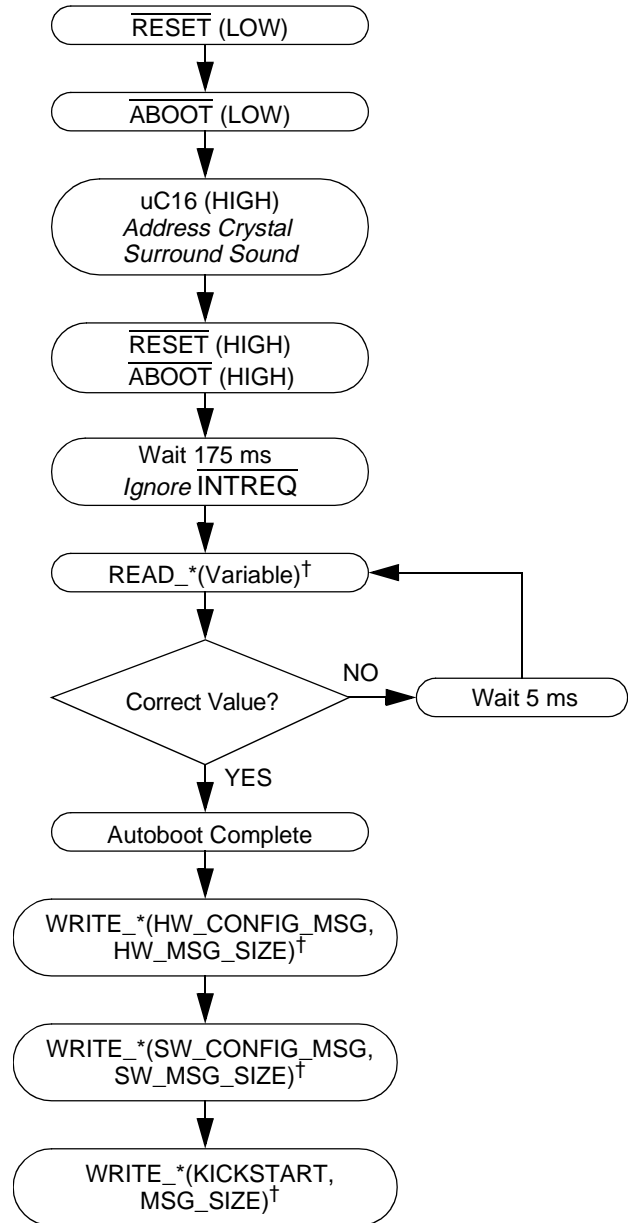 RESET (LOW)
ABOOT (LOW)
uC16 (HIGH)
Address Crystal
Surround Sound
RESET (HIGH)
ABOOT (HIGH)
Wait 175 ms
Ignore INTREQ
READ_*(Variable)†
Correct Value?
NO
Wait 5 ms
YES
Autoboot Complete
WRITE_*(HW_CONFIG_MSG,
HW_MSG_SIZE)†
WRITE_*(SW_CONFIG_MSG,
SW_MSG_SIZE)†
WRITE_*(KICKSTART,
MSG_SIZE)†